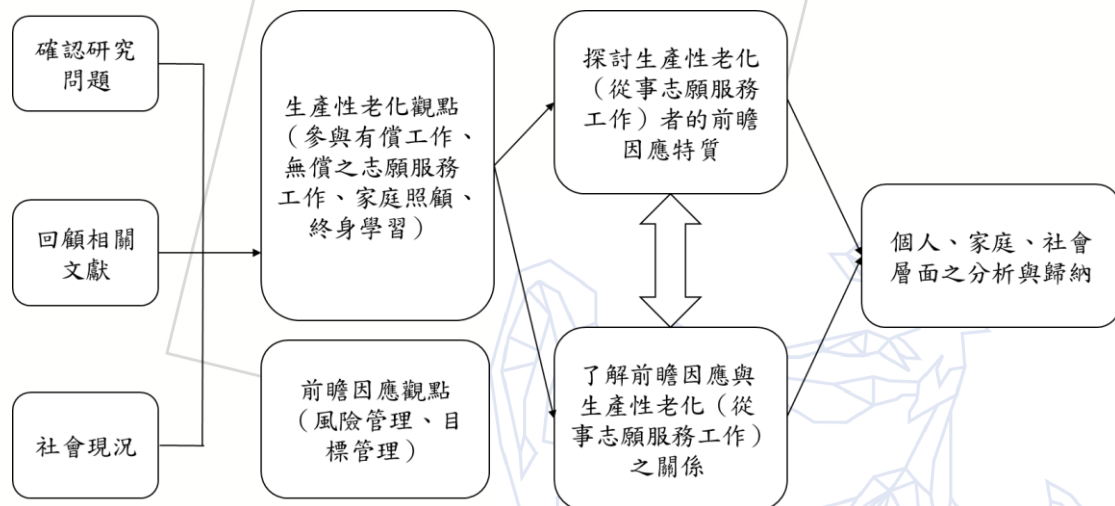 確認研究
問題
回顧相關
文獻
社會現況
生產性老化觀點
（參與有償工作、
無償之志願服務
工作、家庭照顧、
終身學習）
前瞻因應觀點
（風險管理、目
標管理）
探討生產性老化
（從事志願服務
工作）者的前瞻
因應特質
了解前瞻因應與
生產性老化（從
事志願服務工作）
之關係
個人、家庭、社會
層面之分析與歸納